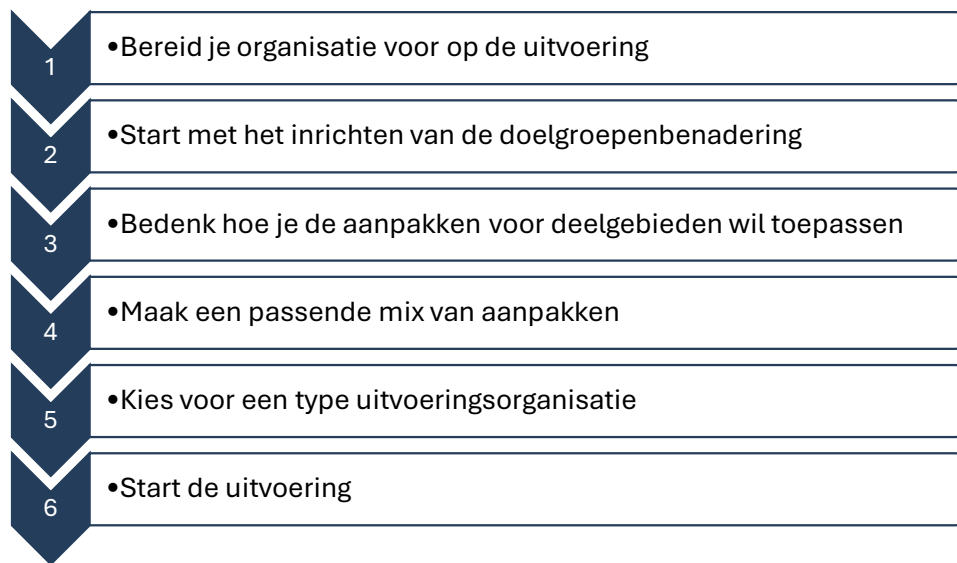 1 •Bereid je organisatie voor op de uitvoering
2 •Start met het inrichten van de doelgroepenbenadering
3 •Bedenk hoe je de aanpakken voor deelgebieden wil toepassen
4 •Maak een passende mix van aanpakken
5 •Kies voor een type uitvoeringsorganisatie
6 •Start de uitvoering